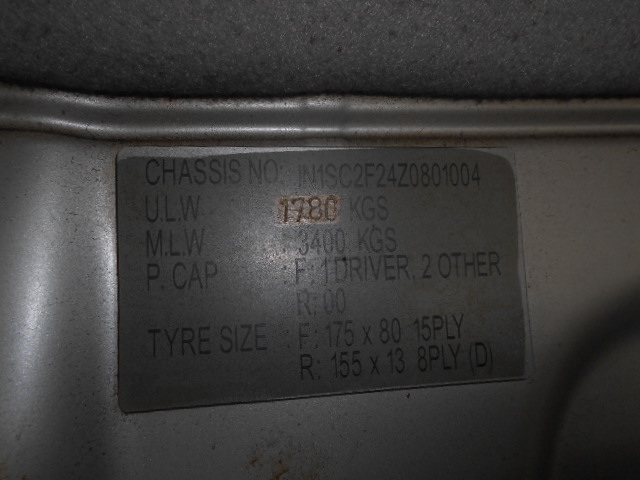 CHASSIS NO: JN1SC2F24Z0801004
U.L.W 1780 KGS
M.L.W : 3400 KGS
P. CAP : F: 1 DRIVER, 2 OTHER
R: 00
TYRE SIZE : F: 175 x 80 15PLY
R: 155 x 13 8PLY (D)